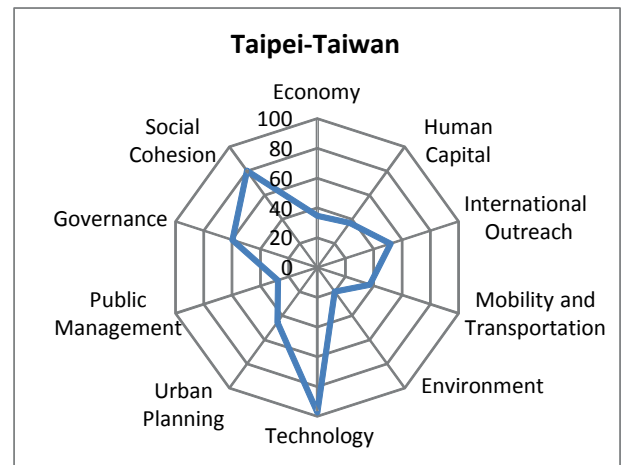 Taipei-Taiwan
Economy
Human
Capital
International
Outreach
Mobility and
Transportation
Environment
Technology
Urban
Planning
Public
Management
Governance
Social
Cohesion
100
80
60
40
20
0